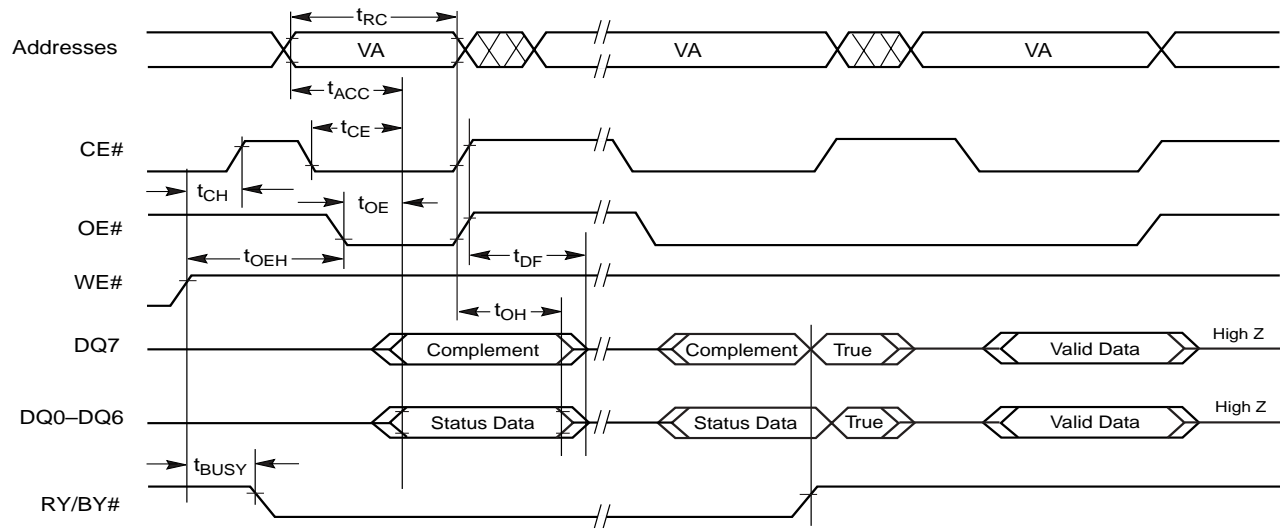 tRC
Addresses VA VA VA
tACC
tCE
CE#
tCH
tOE
OE#
tOEH tDF
WE#
tOH
DQ7 Complement Complement True Valid Data High Z
DQ0–DQ6 Status Data Status Data True Valid Data High Z
tBUSY
RY/BY#